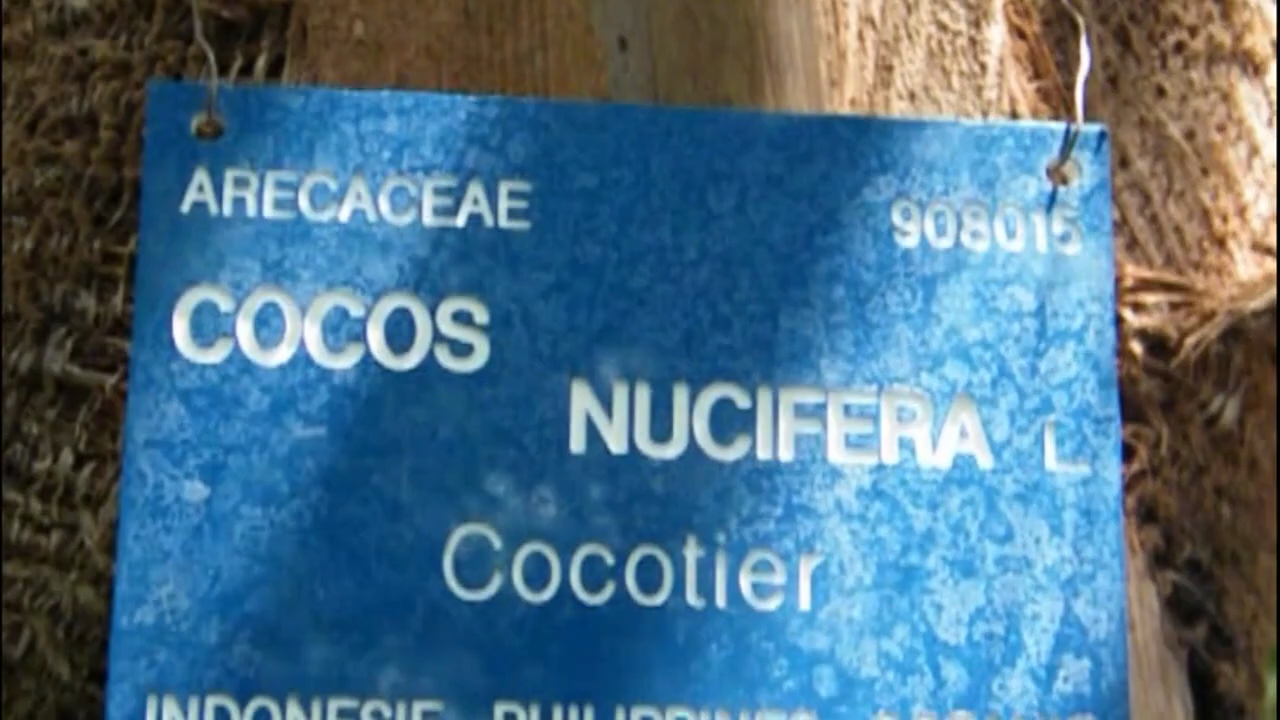 ARECACEAE 908015
COCOS
NUCIFERA L
Cocotier
INDONESIE PHILIPPINES